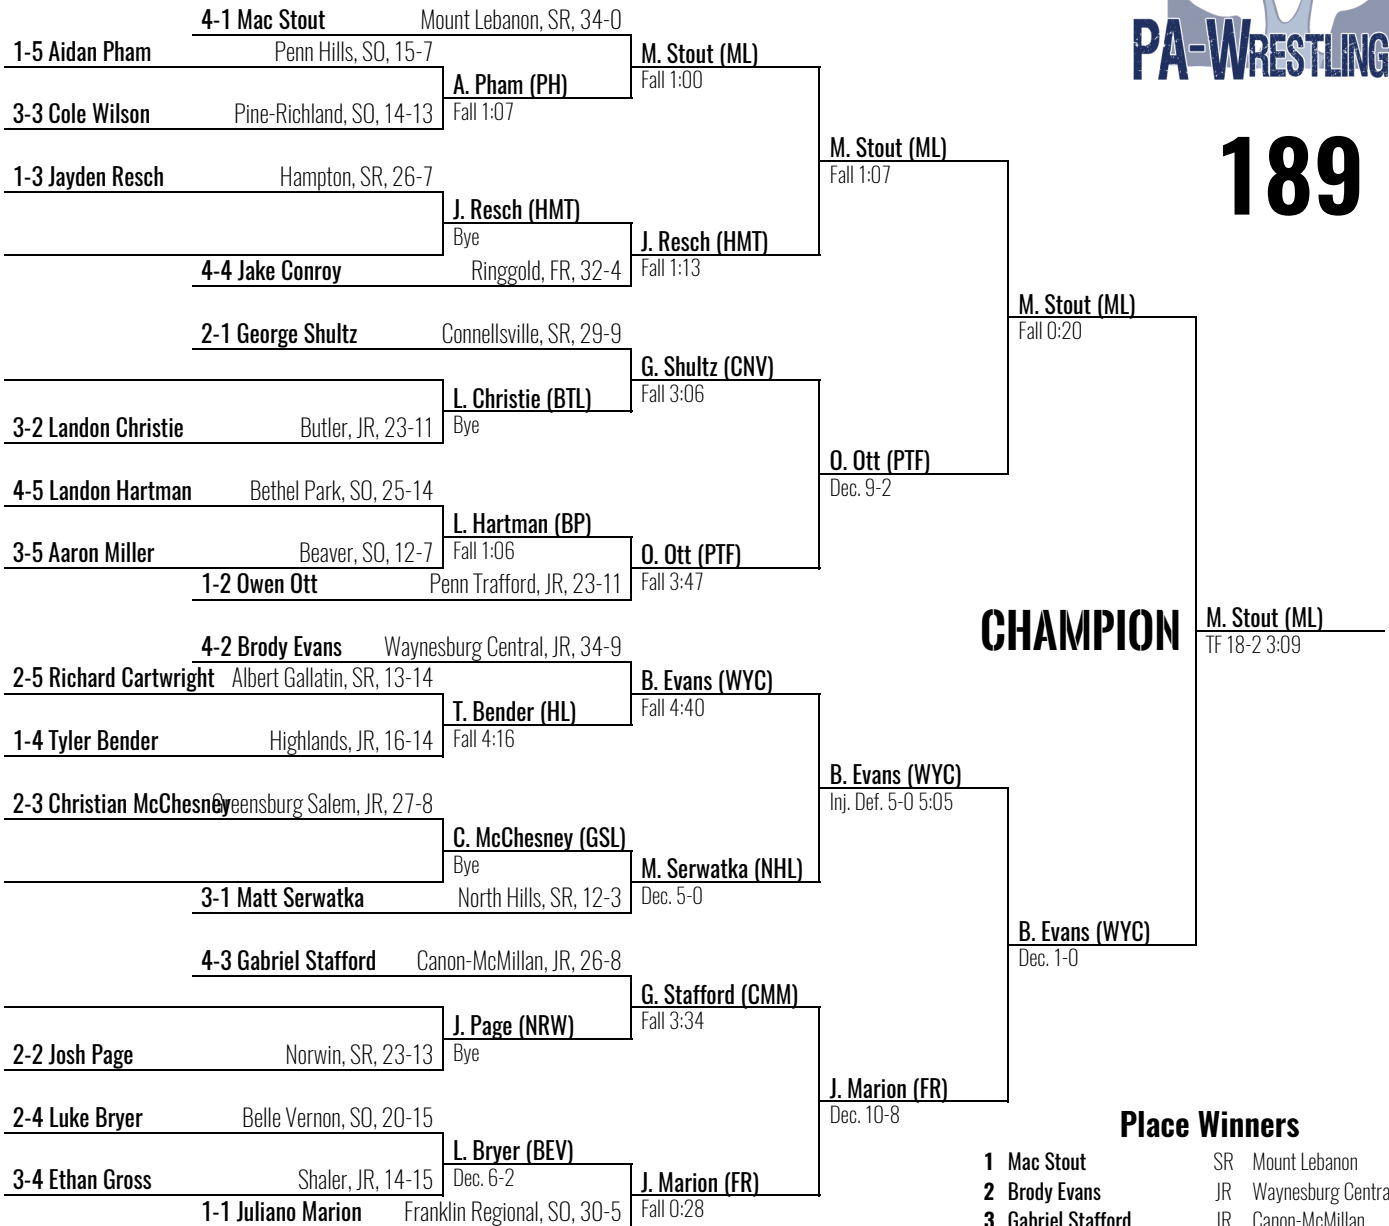 4-1 Mac Stout Mount Lebanon, SR, 34-0
1-5 Aidan Pham Penn Hills, SO, 15-7
M. Stout (ML)
Fall 1:00
A. Pham (PH)
Fall 1:07
3-3 Cole Wilson Pine-Richland, SO, 14-13
PA-WRESTLING
189
M. Stout (ML)
Fall 1:07
1-3 Jayden Resch Hampton, SR, 26-7
J. Resch (HMT)
Bye
J. Resch (HMT)
Fall 1:13
4-4 Jake Conroy Ringgold, FR, 32-4
M. Stout (ML)
Fall 0:20
2-1 George Shultz Connellsville, SR, 29-9
G. Shultz (CNV)
Fall 3:06
L. Christie (BTL)
Bye
3-2 Landon Christie Butler, JR, 23-11
O. Ott (PTF)
Dec. 9-2
4-5 Landon Hartman Bethel Park, SO, 25-14
L. Hartman (BP)
Fall 1:06
3-5 Aaron Miller Beaver, SO, 12-7
O. Ott (PTF)
Fall 3:47
1-2 Owen Ott Penn Trafford, JR, 23-11
CHAMPION
M. Stout (ML)
TF 18-2 3:09
4-2 Brody Evans Waynesburg Central, JR, 34-9
2-5 Richard Cartwright Albert Gallatin, SR, 13-14
B. Evans (WYC)
Fall 4:40
T. Bender (HL)
Fall 4:16
1-4 Tyler Bender Highlands, JR, 16-14
B. Evans (WYC)
Inj. Def. 5-0 5:05
2-3 Christian McChesney Greensburg Salem, JR, 27-8
C. McChesney (GSL)
Bye
M. Serwatka (NHL)
Dec. 5-0
3-1 Matt Serwatka North Hills, SR, 12-3
B. Evans (WYC)
Dec. 1-0
4-3 Gabriel Stafford Canon-McMillan, JR, 26-8
G. Stafford (CMM)
Fall 3:34
J. Page (NRW)
Bye
2-2 Josh Page Norwin, SR, 23-13
J. Marion (FR)
Dec. 10-8
2-4 Luke Bryer Belle Vernon, SO, 20-15
L. Bryer (BEV)
Dec. 6-2
3-4 Ethan Gross Shaler, JR, 14-15
J. Marion (FR)
Fall 0:28
1-1 Juliano Marion Franklin Regional, SO, 30-5
Place Winners
1 Mac Stout SR Mount Lebanon
2 Brody Evans JR Waynesburg Centra
3 Gabriel Stafford JR Canon-McMillan